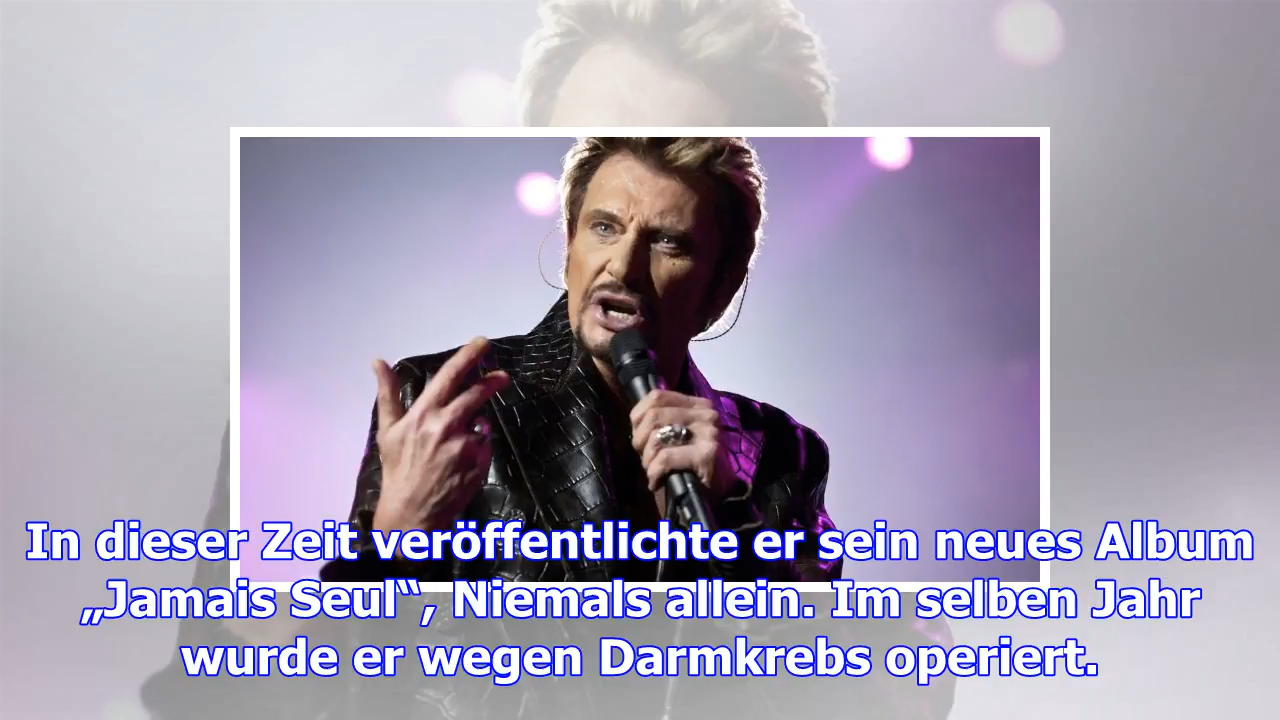 In dieser Zeit veröffentlichte er sein neues Album
„Jamais Seul“, Niemals allein. Im selben Jahr
wurde er wegen Darmkrebs operiert.